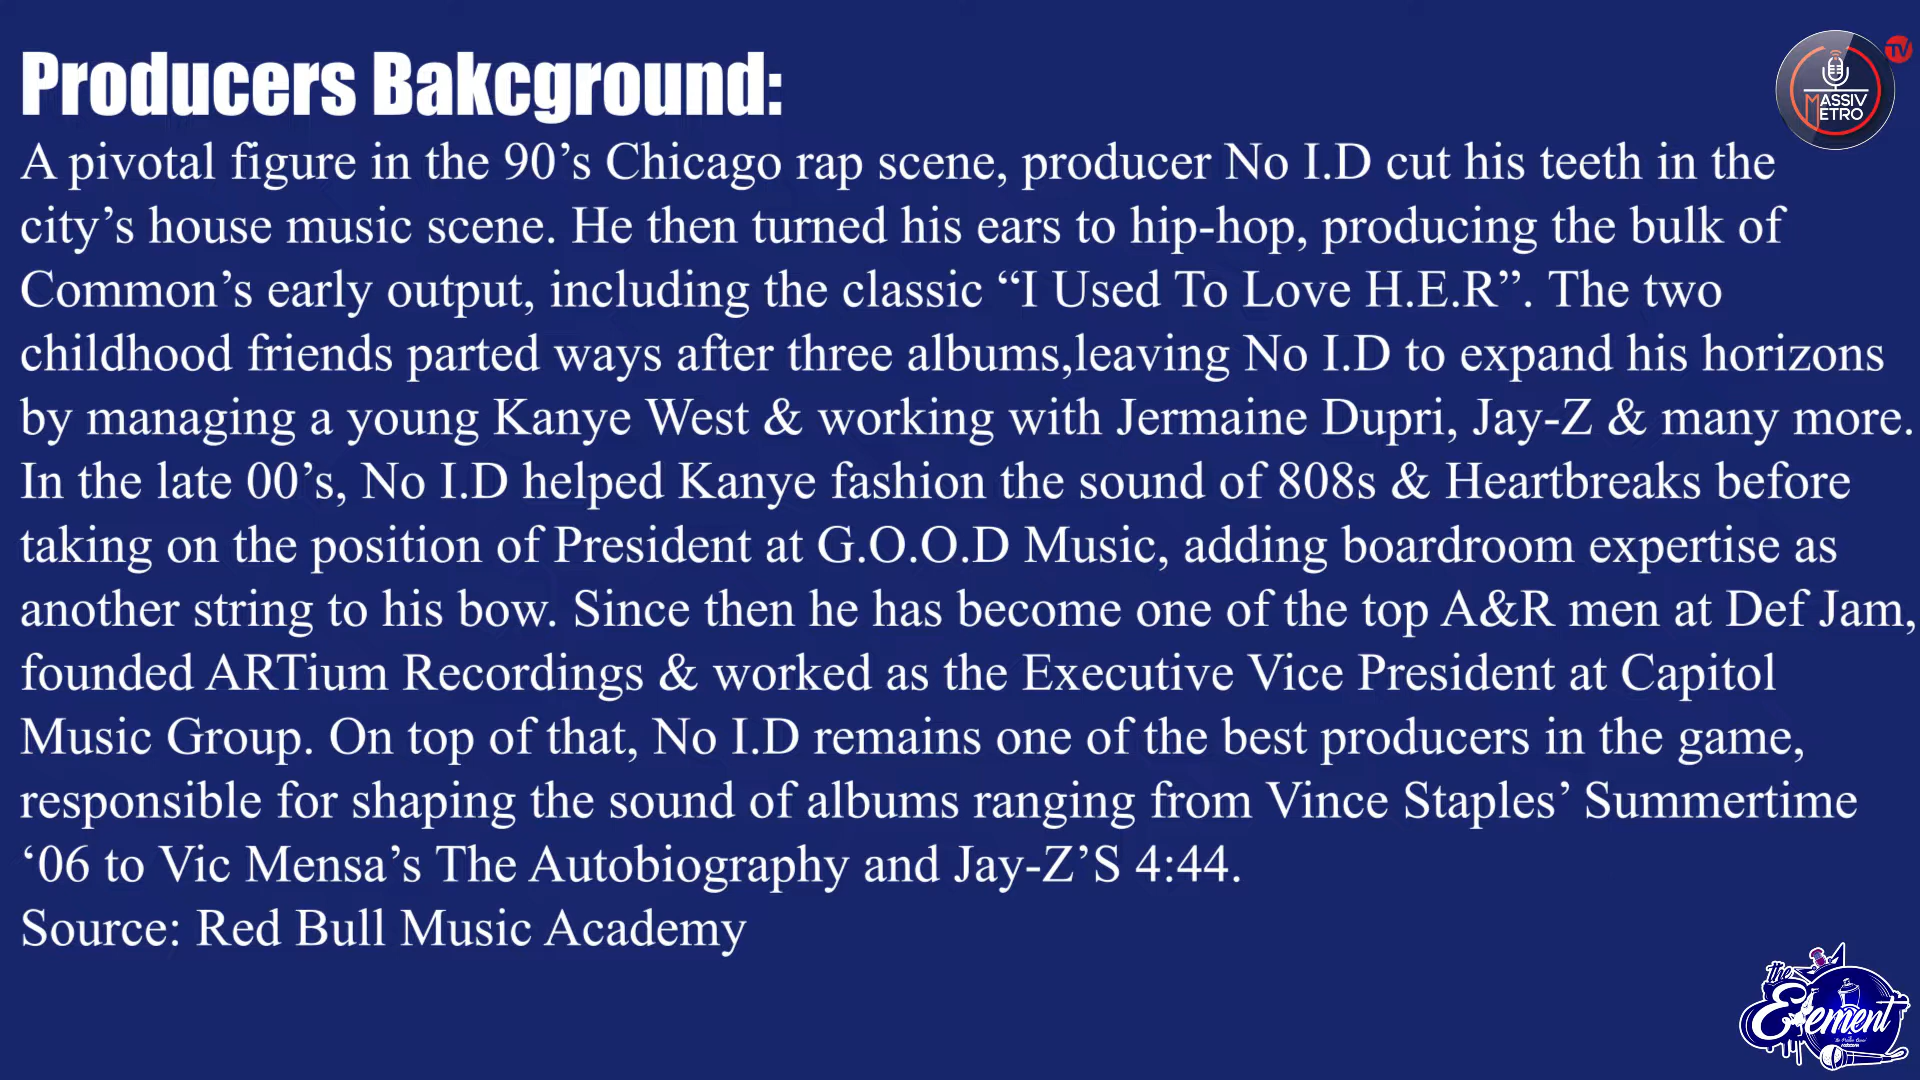 Producers Bakcground:
TV
MASSIV
METRO
A pivotal figure in the 90’s Chicago rap scene, producer No I.D cut his teeth in the
city’s house music scene. He then turned his ears to hip-hop, producing the bulk of
Common’s early output, including the classic “I Used To Love H.E.R”. The two
childhood friends parted ways after three albums,leaving No I.D to expand his horizons
by managing a young Kanye West & working with Jermaine Dupri, Jay-Z & many more.
In the late 00’s, No I.D helped Kanye fashion the sound of 808s & Heartbreaks before
taking on the position of President at G.O.O.D Music, adding boardroom expertise as
another string to his bow. Since then he has become one of the top A&R men at Def Jam,
founded ARTium Recordings & worked as the Executive Vice President at Capitol
Music Group. On top of that, No I.D remains one of the best producers in the game,
responsible for shaping the sound of albums ranging from Vince Staples’ Summertime
‘06 to Vic Mensa’s The Autobiography and Jay-Z’S 4:44.
Source: Red Bull Music Academy
the
Element